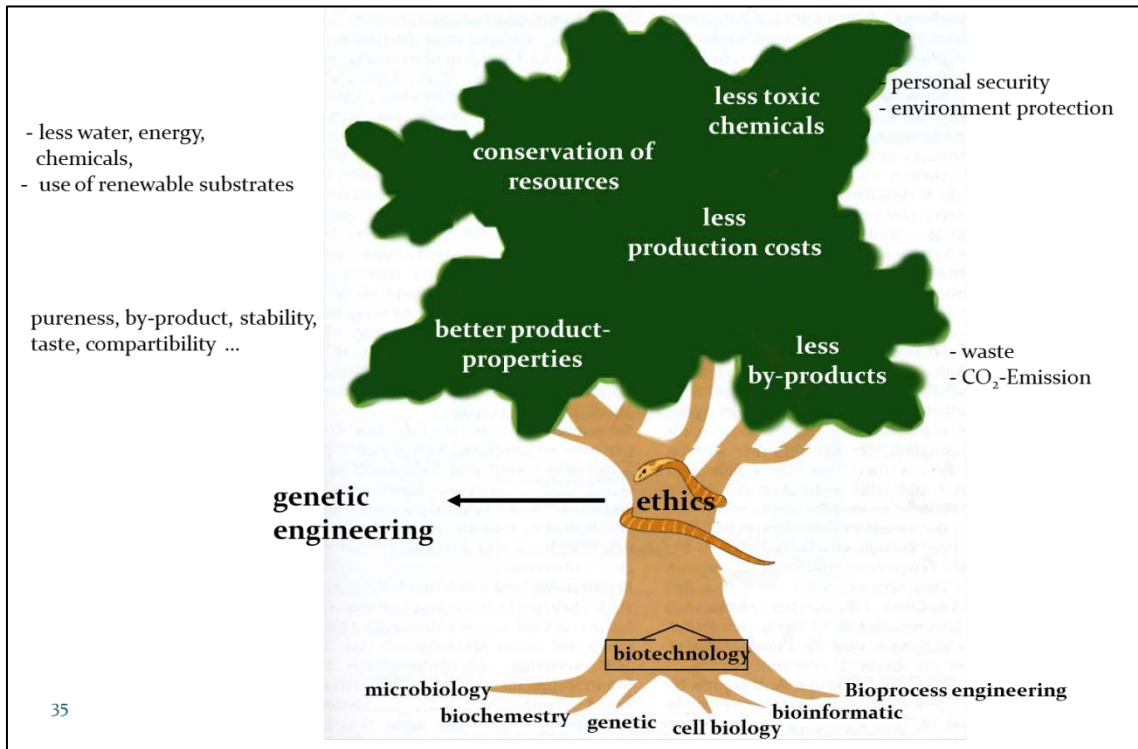 less toxic
chemicals
- personal security
- environment protection
- less water, energy,
chemicals,
- use of renewable substrates
conservation of
resources
less
production costs
pureness, by-product, stability,
taste, compartibility ...
better product-
properties
less
by-products
- waste
- CO₂-Emission
genetic
engineering
ethics
biotechnology
microbiology
biochemestry
genetic
cell biology
bioinformatic
Bioprocess engineering
35